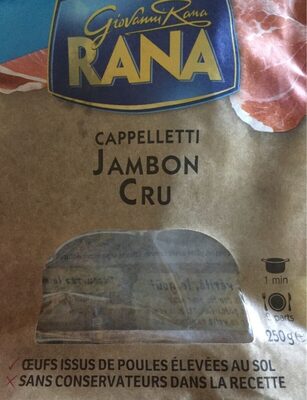 Giovanni Rana
RANA
CAPPELLETTI
JAMBON
CRU
1 min
parts
250g e
ŒUFS ISSUS DE POULES ÉLEVÉES AU SOL
SANS CONSERVATEURS DANS LA RECETTE